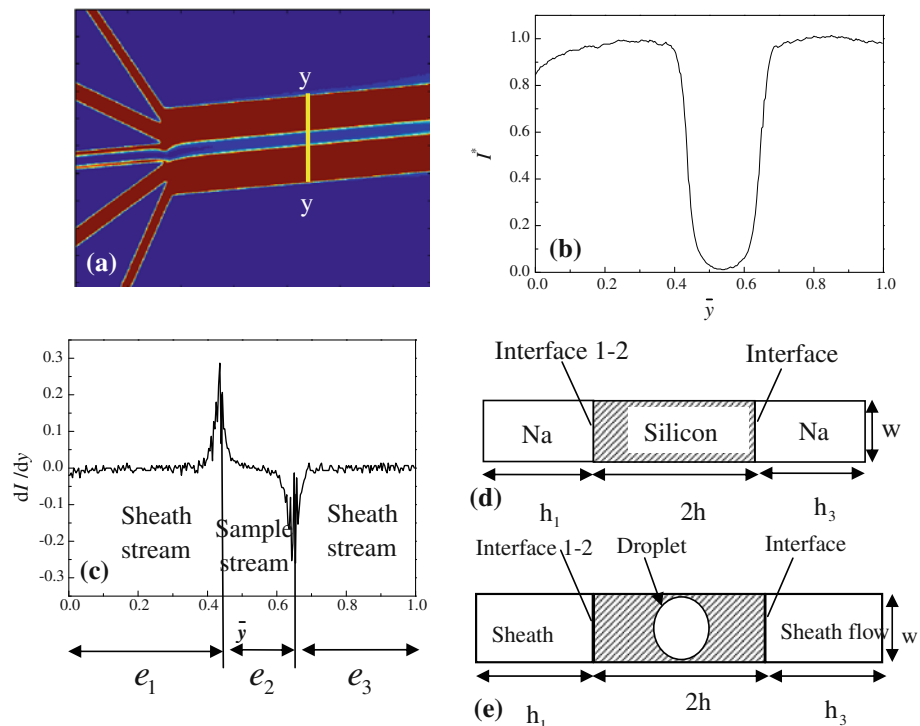 y
y
(a)
I*
1.0
0.8
0.6
0.4
0.2
0.0
(b)
0.0 0.2 0.4 0.6 0.8 1.0
ȳ
dI /dy
0.3
0.2
0.1
0.0
-0.1
-0.2
-0.3
Sheath
stream
Sample
stream
Sheath
stream
(c)
0.0 0.2 0.4 0.6 0.8 1.0
ȳ
e1 e2 e3
Interface 1-2 Interface
Na Silicon Na w
(d)
h1 2h h3
Interface 1-2 Droplet Interface
Sheath Sheath flow w
(e)
h1 2h h3